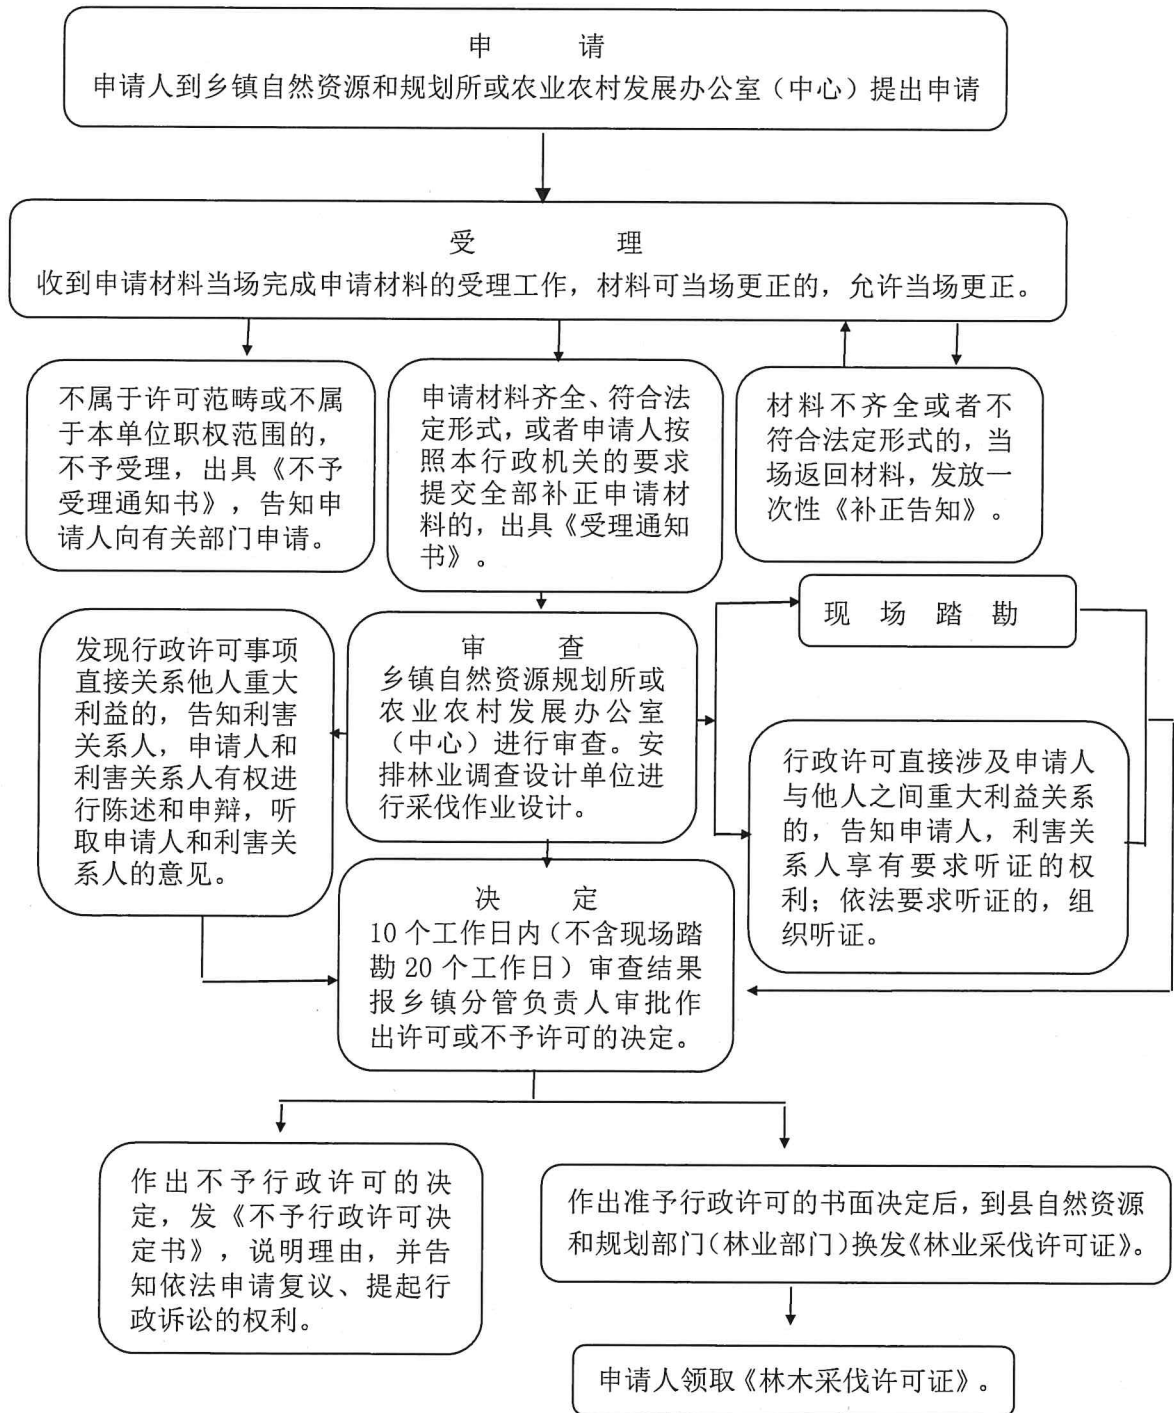 申 请
申请人到乡镇自然资源和规划所或农业农村发展办公室（中心）提出申请
受 理
收到申请材料当场完成申请材料的受理工作，材料可当场更正的，允许当场更正。
不属于许可范畴或不属
于本单位职权范围的，
不予受理，出具《不予
受理通知书》，告知申
请人向有关部门申请。
申请材料齐全、符合法
定形式，或者申请人按
照本行政机关的要求
提交全部补正申请材
料的，出具《受理通知
书》。
材料不齐全或者不
符合法定形式的，当
场返回材料，发放一
次性《补正告知》。
发现行政许可事项
直接关系他人重大
利益的，告知利害
关系人，申请人和
利害关系人有权进
行陈述和申辩，听
取申请人和利害关
系人的意见。
审 查
乡镇自然资源规划所或
农业农村发展办公室
（中心）进行审查。安
排林业调查设计单位进
行采伐作业设计。
现 场 踏 勘
行政许可直接涉及申请人
与他人之间重大利益关系
的，告知申请人，利害关
系人享有要求听证的权
利；依法要求听证的，组
织听证。
决 定
10 个工作日内（不含现场踏
勘 20 个工作日）审查结果
报乡镇分管负责人审批作
出许可或不予许可的决定。
作出不予行政许可的决
定，发《不予行政许可决
定书》，说明理由，并告
知依法申请复议、提起行
政诉讼的权利。
作出准予行政许可的书面决定后，到县自然资源
和规划部门（林业部门）换发《林业采伐许可证》。
申请人领取《林木采伐许可证》。